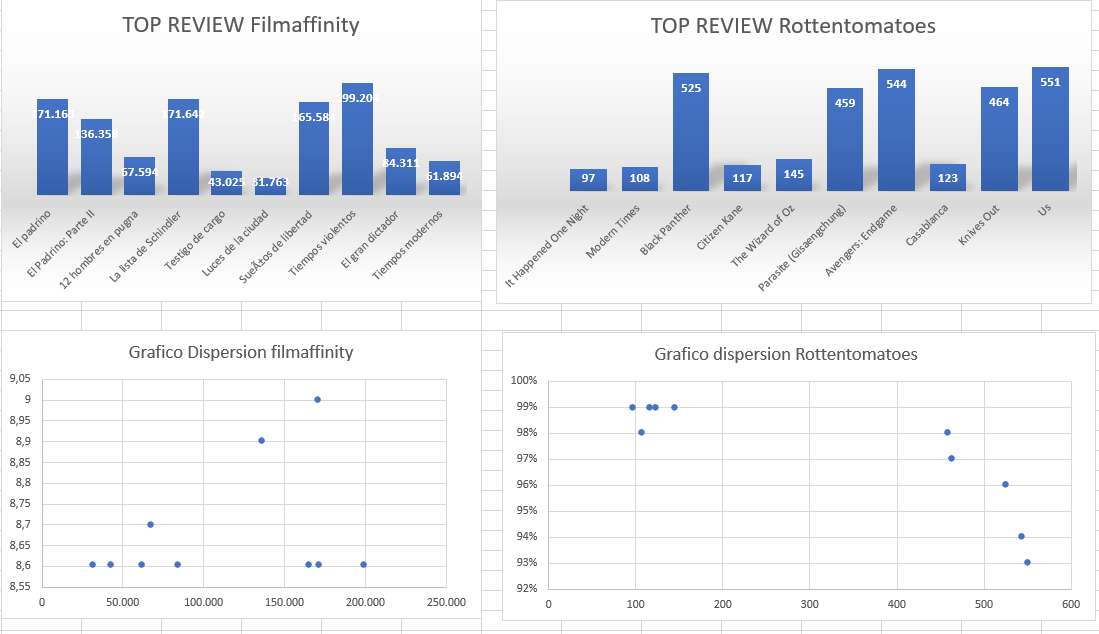 TOP REVIEW Filmaffinity
171.163
136.358
67.594
171.642
43.025
31.763
165.584
199.204
84.311
61.894
El padrino
El Padrino: Parte II
12 hombres en pugna
La lista de Schindler
Testigo de cargo
Luces de la ciudad
SueÃ±os de libertad
Tiempos violentos
El gran dictador
Tiempos modernos
TOP REVIEW Rottentomatoes
97
108
525
117
145
459
544
123
464
551
It Happened One Night
Modern Times
Black Panther
Citizen Kane
The Wizard of Oz
Parasite (Gisaengchung)
Avengers: Endgame
Casablanca
Knives Out
Us
Grafico Dispersion filmaffinity
9,05
9
8,95
8,9
8,85
8,8
8,75
8,7
8,65
8,6
8,55
0
50.000
100.000
150.000
200.000
250.000
Grafico dispersion Rottentomatoes
100%
99%
98%
97%
96%
95%
94%
93%
92%
0
100
200
300
400
500
600